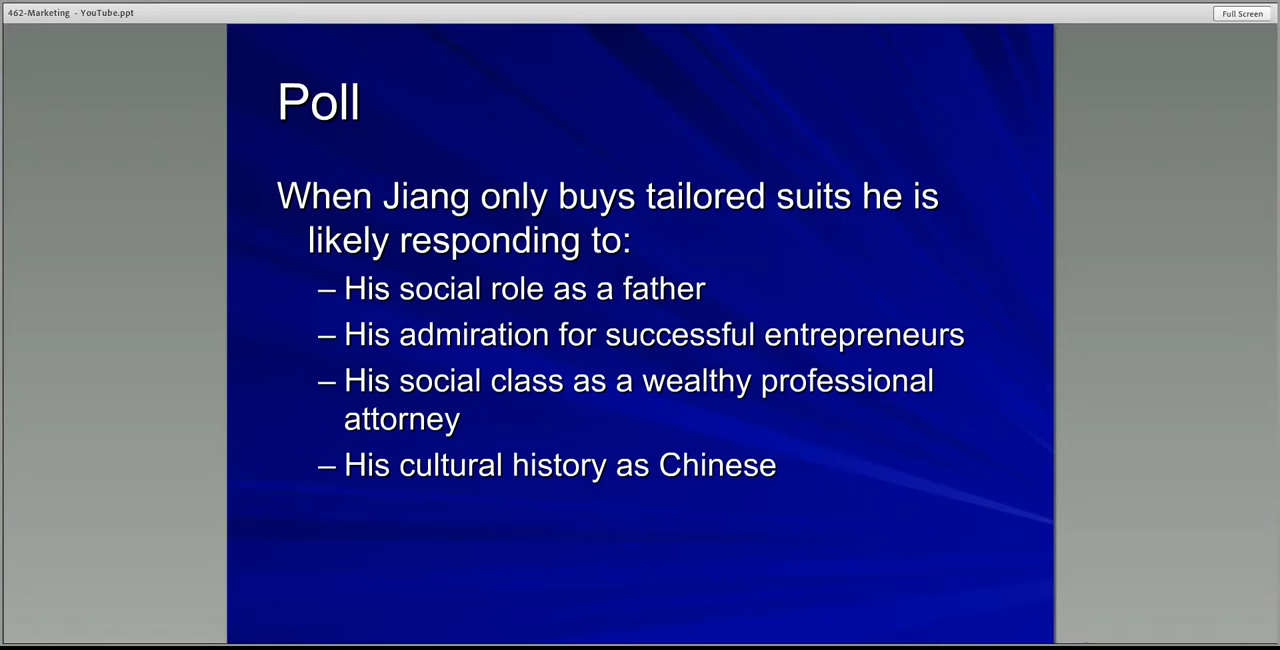 462-Marketing - YouTube.ppt
Full Screen
Poll
When Jiang only buys tailored suits he is
likely responding to:
– His social role as a father
– His admiration for successful entrepreneurs
– His social class as a wealthy professional
attorney
– His cultural history as Chinese